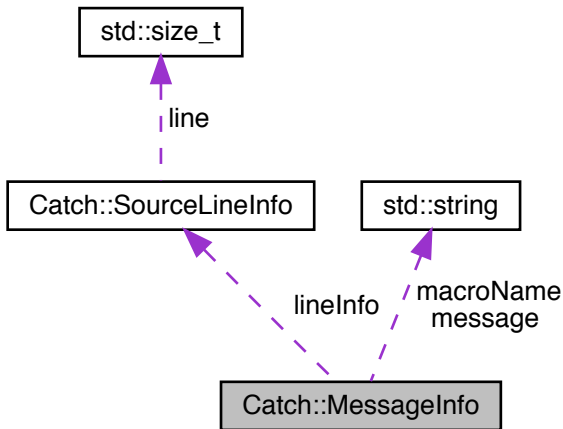 std::size_t
line
Catch::SourceLineInfo
std::string
lineInfo
macroName
message
Catch::MessageInfo